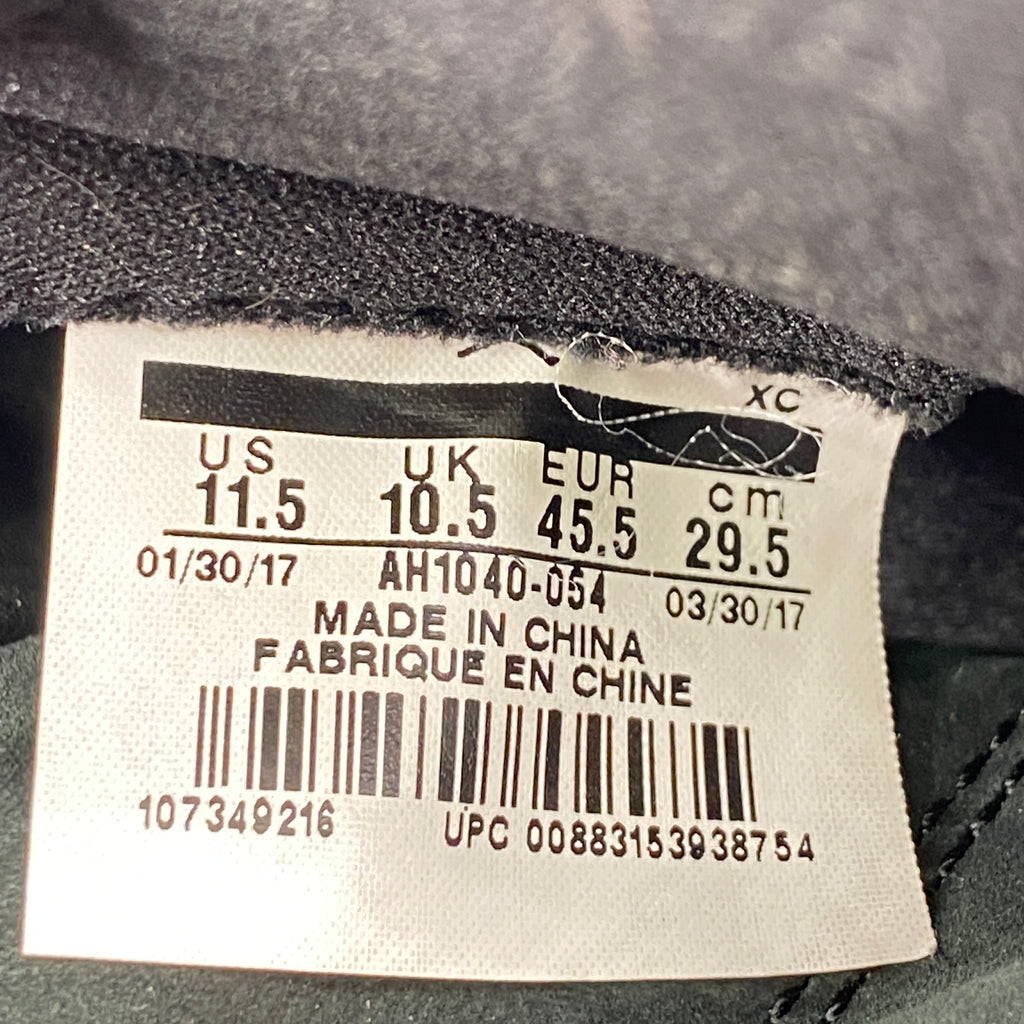 XC
US UK EUR cm
11.5 10.5 45.5 29.5
01/30/17 AH1040-054 03/30/17
MADE IN CHINA
FABRIQUE EN CHINE
107349216 UPC 00883153938754